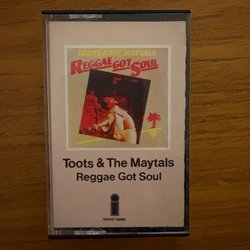 TOOTS & THE MAYTALS
REGGAE GOT SOUL
Toots & The Maytals
Reggae Got Soul